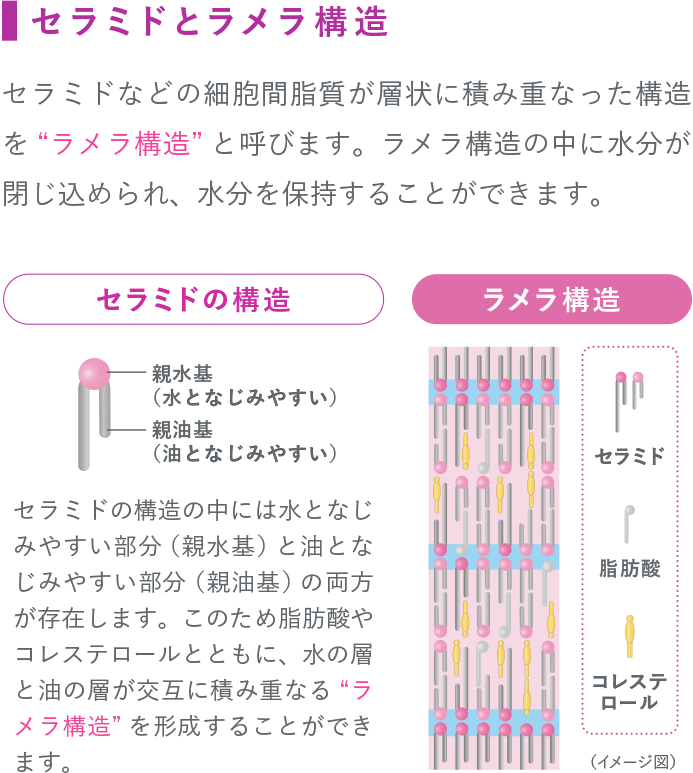 セラミドとラメラ構造
セラミドなどの細胞間脂質が層状に積み重なった構造
を “ラメラ構造” と呼びます。ラメラ構造の中に水分が
閉じ込められ、水分を保持することができます。
セラミドの構造
親水基
（水となじみやすい）
親油基
（油となじみやすい）
セラミドの構造の中には水となじ
みやすい部分（親水基）と油とな
じみやすい部分（親油基）の両方
が存在します。このため脂肪酸や
コレステロールとともに、水の層
と油の層が交互に積み重なる “ラ
メラ構造” を形成することができ
ます。
ラメラ構造
セラミド
脂肪酸
コレステ
ロール
（イメージ図）